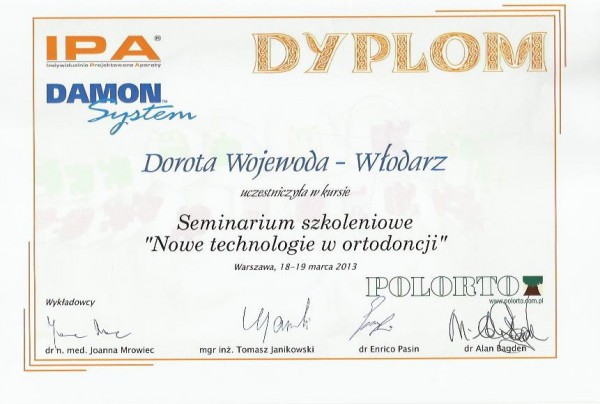 IPA®
Indywidualnie Projektowane Aparaty
DYPLOM
DAMON™
System
Dorota Wojewoda - Włodarz
uczestniczyła w kursie
Seminarium szkoleniowe
"Nowe technologie w ortodoncji"
Warszawa, 18-19 marca 2013
POLORTO
www.polorto.com.pl
Wykładowcy
dr n. med. Joanna Mrowiec
mgr inż. Tomasz Janikowski
dr Enrico Pasin
dr Alan Bagden